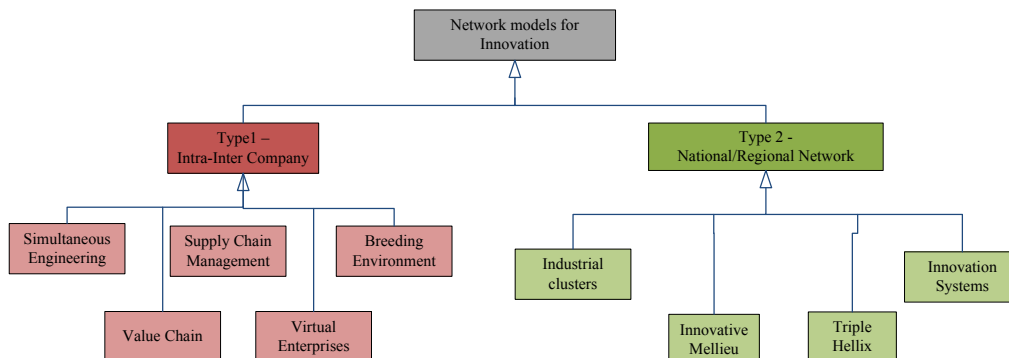 Network models for
Innovation
Type1 –
Intra-Inter Company
Type 2 -
National/Regional Network
Simultaneous
Engineering
Supply Chain
Management
Breeding
Environment
Value Chain
Virtual
Enterprises
Industrial
clusters
Innovation
Systems
Innovative
Mellieu
Triple
Hellix